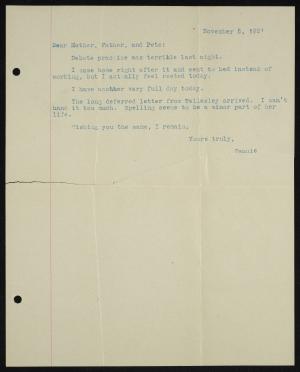 November 5, 192
Dear Mother, Father, and Pete:
Debate practice was terrible last night.
I came home right after it and went to bed instead of
working, but I actually feel rested today.
I have another very full day today.
The long deferred letter from arrived. I can't
hand it too much. Spelling seems to be a minor part of her
life.
Wishing you the same, I remain,
Yours truly,